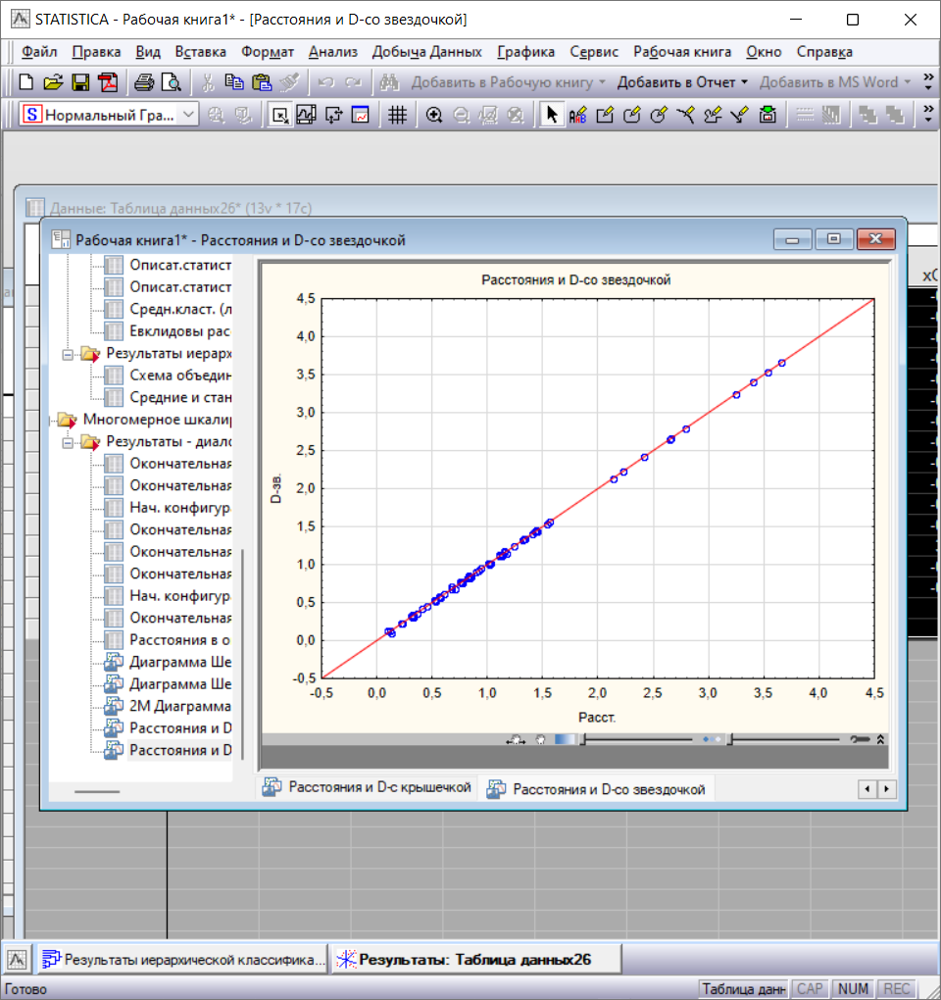 STATISTICA - Рабочая книга1* - [Расстояния и D-со звездочкой]
Файл Правка Вид Вставка Формат Анализ Добыча Данных Графика Сервис Рабочая книга Окно Справка
Добавить в Рабочую книгу Добавить в Отчет Добавить в MS Word
S Нормальный Гра...
Данные: Таблица данных26* (13v * 17c)
Рабочая книга1* - Расстояния и D-со звездочкой
Описат.статист
Описат.статист
Средн.класт. (л
Евклидовы рас
Результаты иерарх
Схема объедин
Средние и стан
Многомерное шкалир
Результаты - диало
Окончательная
Окончательная
Нач. конфигур
Окончательная
Окончательная
Окончательная
Нач. конфигур
Окончательная
Расстояния в о
Диаграмма Ше
Диаграмма Ше
2М Диаграмма
Расстояния и D
Расстояния и D
Расстояния и D-со звездочкой
4,5
4,0
3,5
3,0
2,5
2,0
1,5
1,0
0,5
0,0
-0,5
D-зв.
-0,5 0,0 0,5 1,0 1,5 2,0 2,5 3,0 3,5 4,0 4,5
Расст.
Расстояния и D-с крышечкой Расстояния и D-со звездочкой
Результаты иерархической классифика... Результаты: Таблица данных26
Готово Таблица данн CAP NUM REC